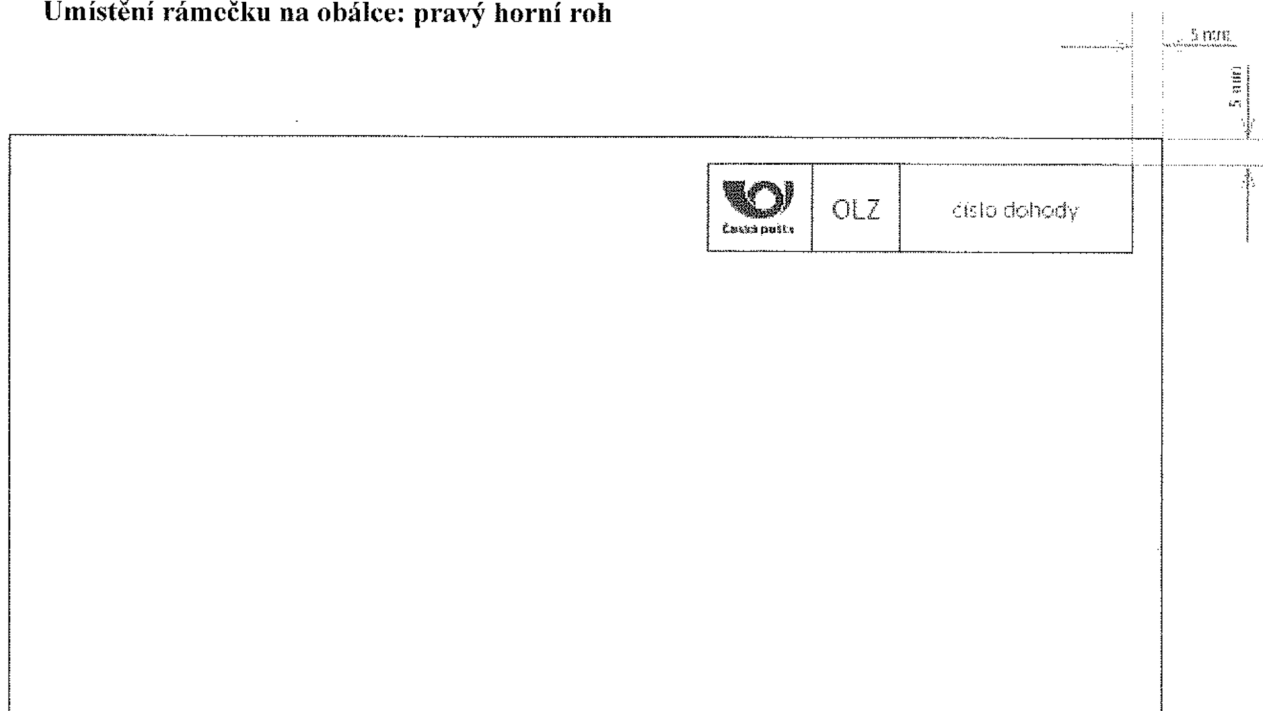 Umístění rámečku na obálce: pravý horní roh
5 mm
5 mm
Česká pošta
OLZ
číslo dohody